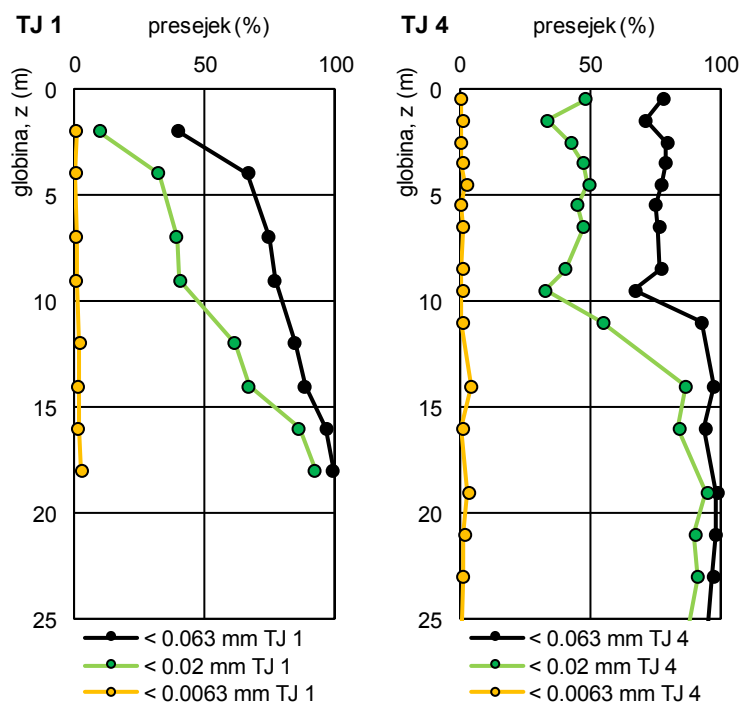 TJ 1 presejek (%)
0 50 100
globina, z (m)
0
5
10
15
20
25
< 0.063 mm TJ 1
< 0.02 mm TJ 1
< 0.0063 mm TJ 1
TJ 4 presejek (%)
0 50 100
globina, z (m)
0
5
10
15
20
25
< 0.063 mm TJ 4
< 0.02 mm TJ 4
< 0.0063 mm TJ 4